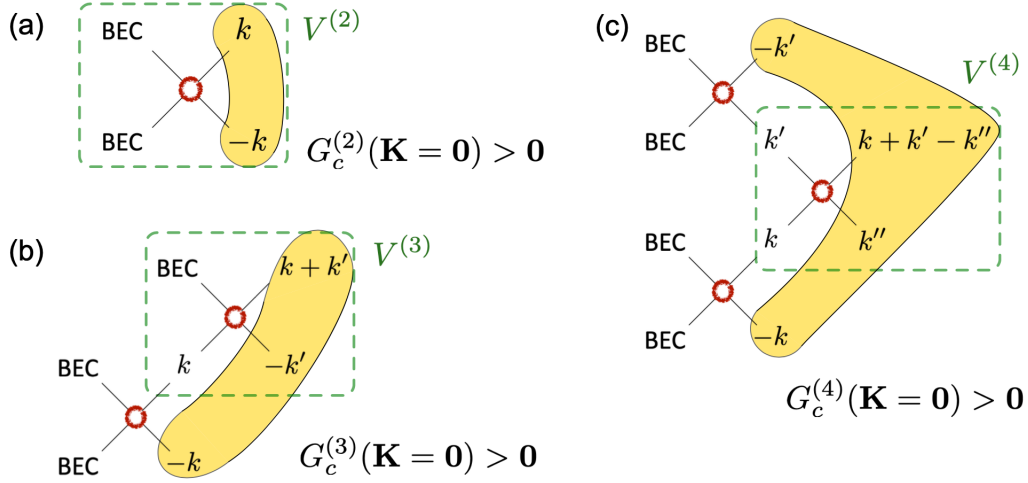 (a)
BEC
k
V^{(2)}
BEC
-k
G_c^{(2)}(K = 0) > 0
(b)
BEC
k + k'
V^{(3)}
BEC
k
-k'
BEC
-k
G_c^{(3)}(K = 0) > 0
(c)
BEC
-k'
V^{(4)}
BEC
k'
k + k' - k''
BEC
k
k''
BEC
-k
G_c^{(4)}(K = 0) > 0